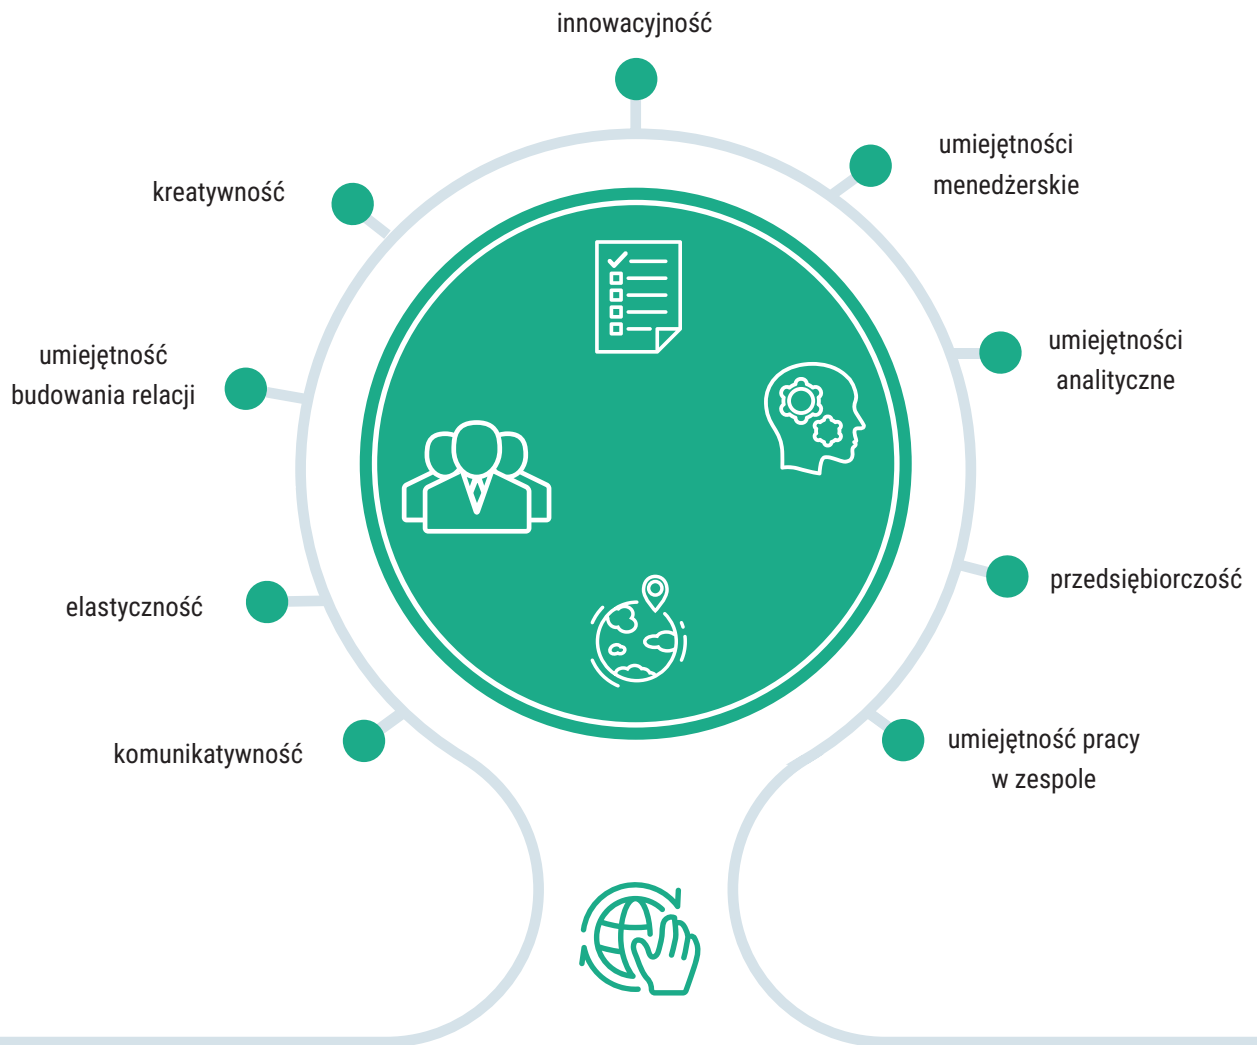 innowacyjność
umiejętności
menedżerskie
kreatywność
umiejętności
analityczne
umiejętność
budowania relacji
przedsiębiorczość
elastyczność
umiejętność pracy
w zespole
komunikatywność